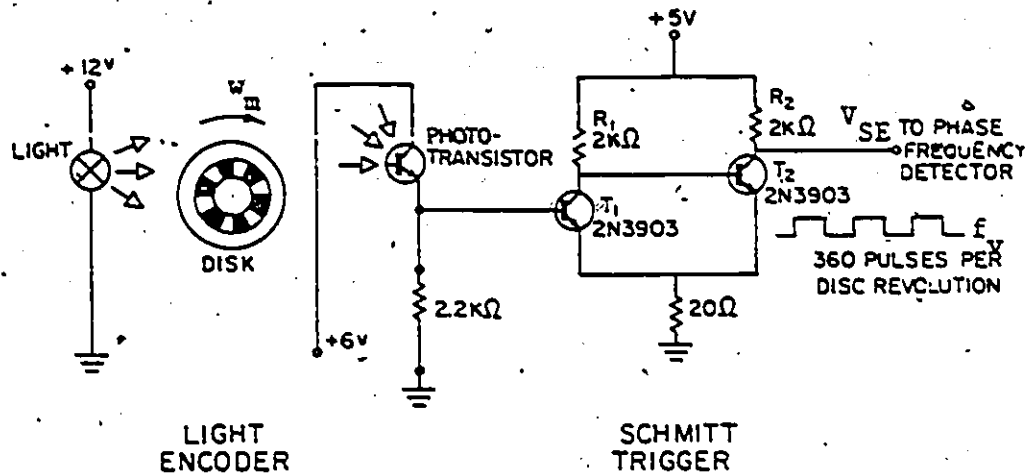 +5V
+12V
W m
LIGHT
DISK
PHOTO-
TRANSISTOR
+6V
2.2KΩ
R1
2KΩ
R2
2KΩ
T1
2N3903
T2
2N3903
20Ω
V SE TO PHASE
FREQUENCY
DETECTOR
f V
360 PULSES PER
DISC REVOLUTION
LIGHT
ENCODER
SCHMITT
TRIGGER